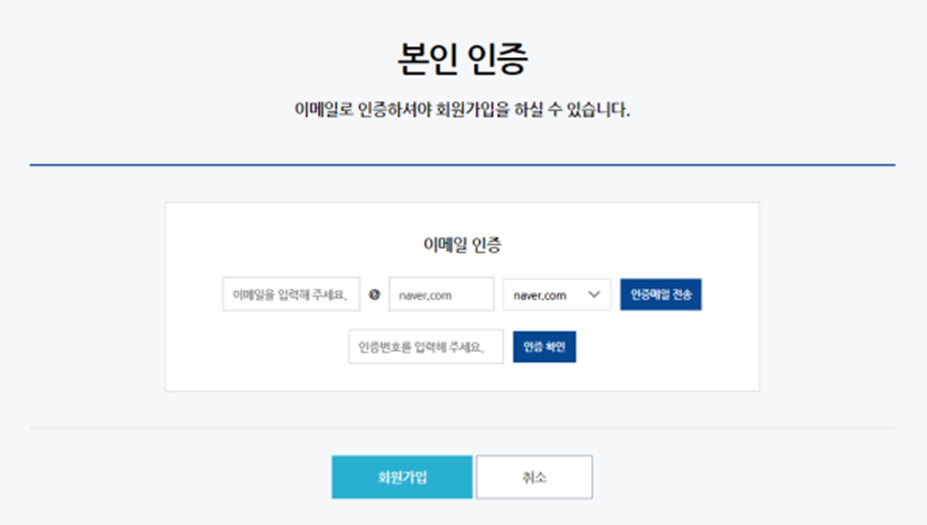 본인 인증
이메일로 인증하셔야 회원가입을 하실 수 있습니다.
이메일 인증
이메일을 입력해 주세요. @ naver.com naver.com 인증메일 전송
인증번호를 입력해 주세요. 인증 확인
회원가입 취소